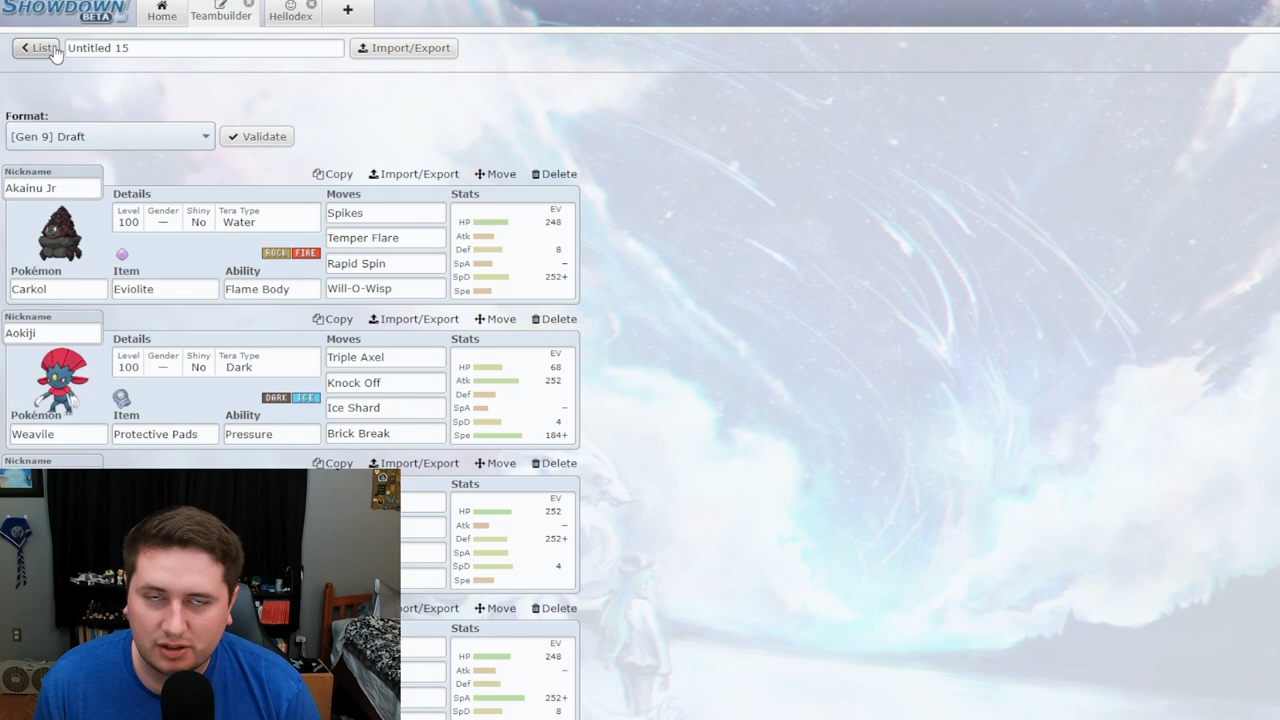 SHOWDOWN
BETA
Home
Teambuilder
Hellodex
List
Untitled 15
Import/Export
Format:
[Gen 9] Draft
Validate
Nickname
Akainu Jr
Copy Import/Export Move Delete
Details Moves Stats
Level Gender Shiny Tera Type
100 — No Water
ROCK FIRE
Pokémon Item Ability
Carkol Eviolite Flame Body
Spikes
Temper Flare
Rapid Spin
Will-O-Wisp
EV
HP 248
Atk
Def 8
SpA –
SpD 252+
Spe
Nickname
Aokiji
Copy Import/Export Move Delete
Details Moves Stats
Level Gender Shiny Tera Type
100 — No Dark
DARK ICE
Pokémon Item Ability
Weavile Protective Pads Pressure
Triple Axel
Knock Off
Ice Shard
Brick Break
EV
HP 68
Atk 252
Def
SpA –
SpD 4
Spe 184+
Nickname
Copy Import/Export Move Delete
Stats
EV
HP 252
Atk –
Def 252+
SpA
SpD 4
Spe
ort/Export Move Delete
Stats
EV
HP 248
Atk –
Def
SpA 252+
SpD 8